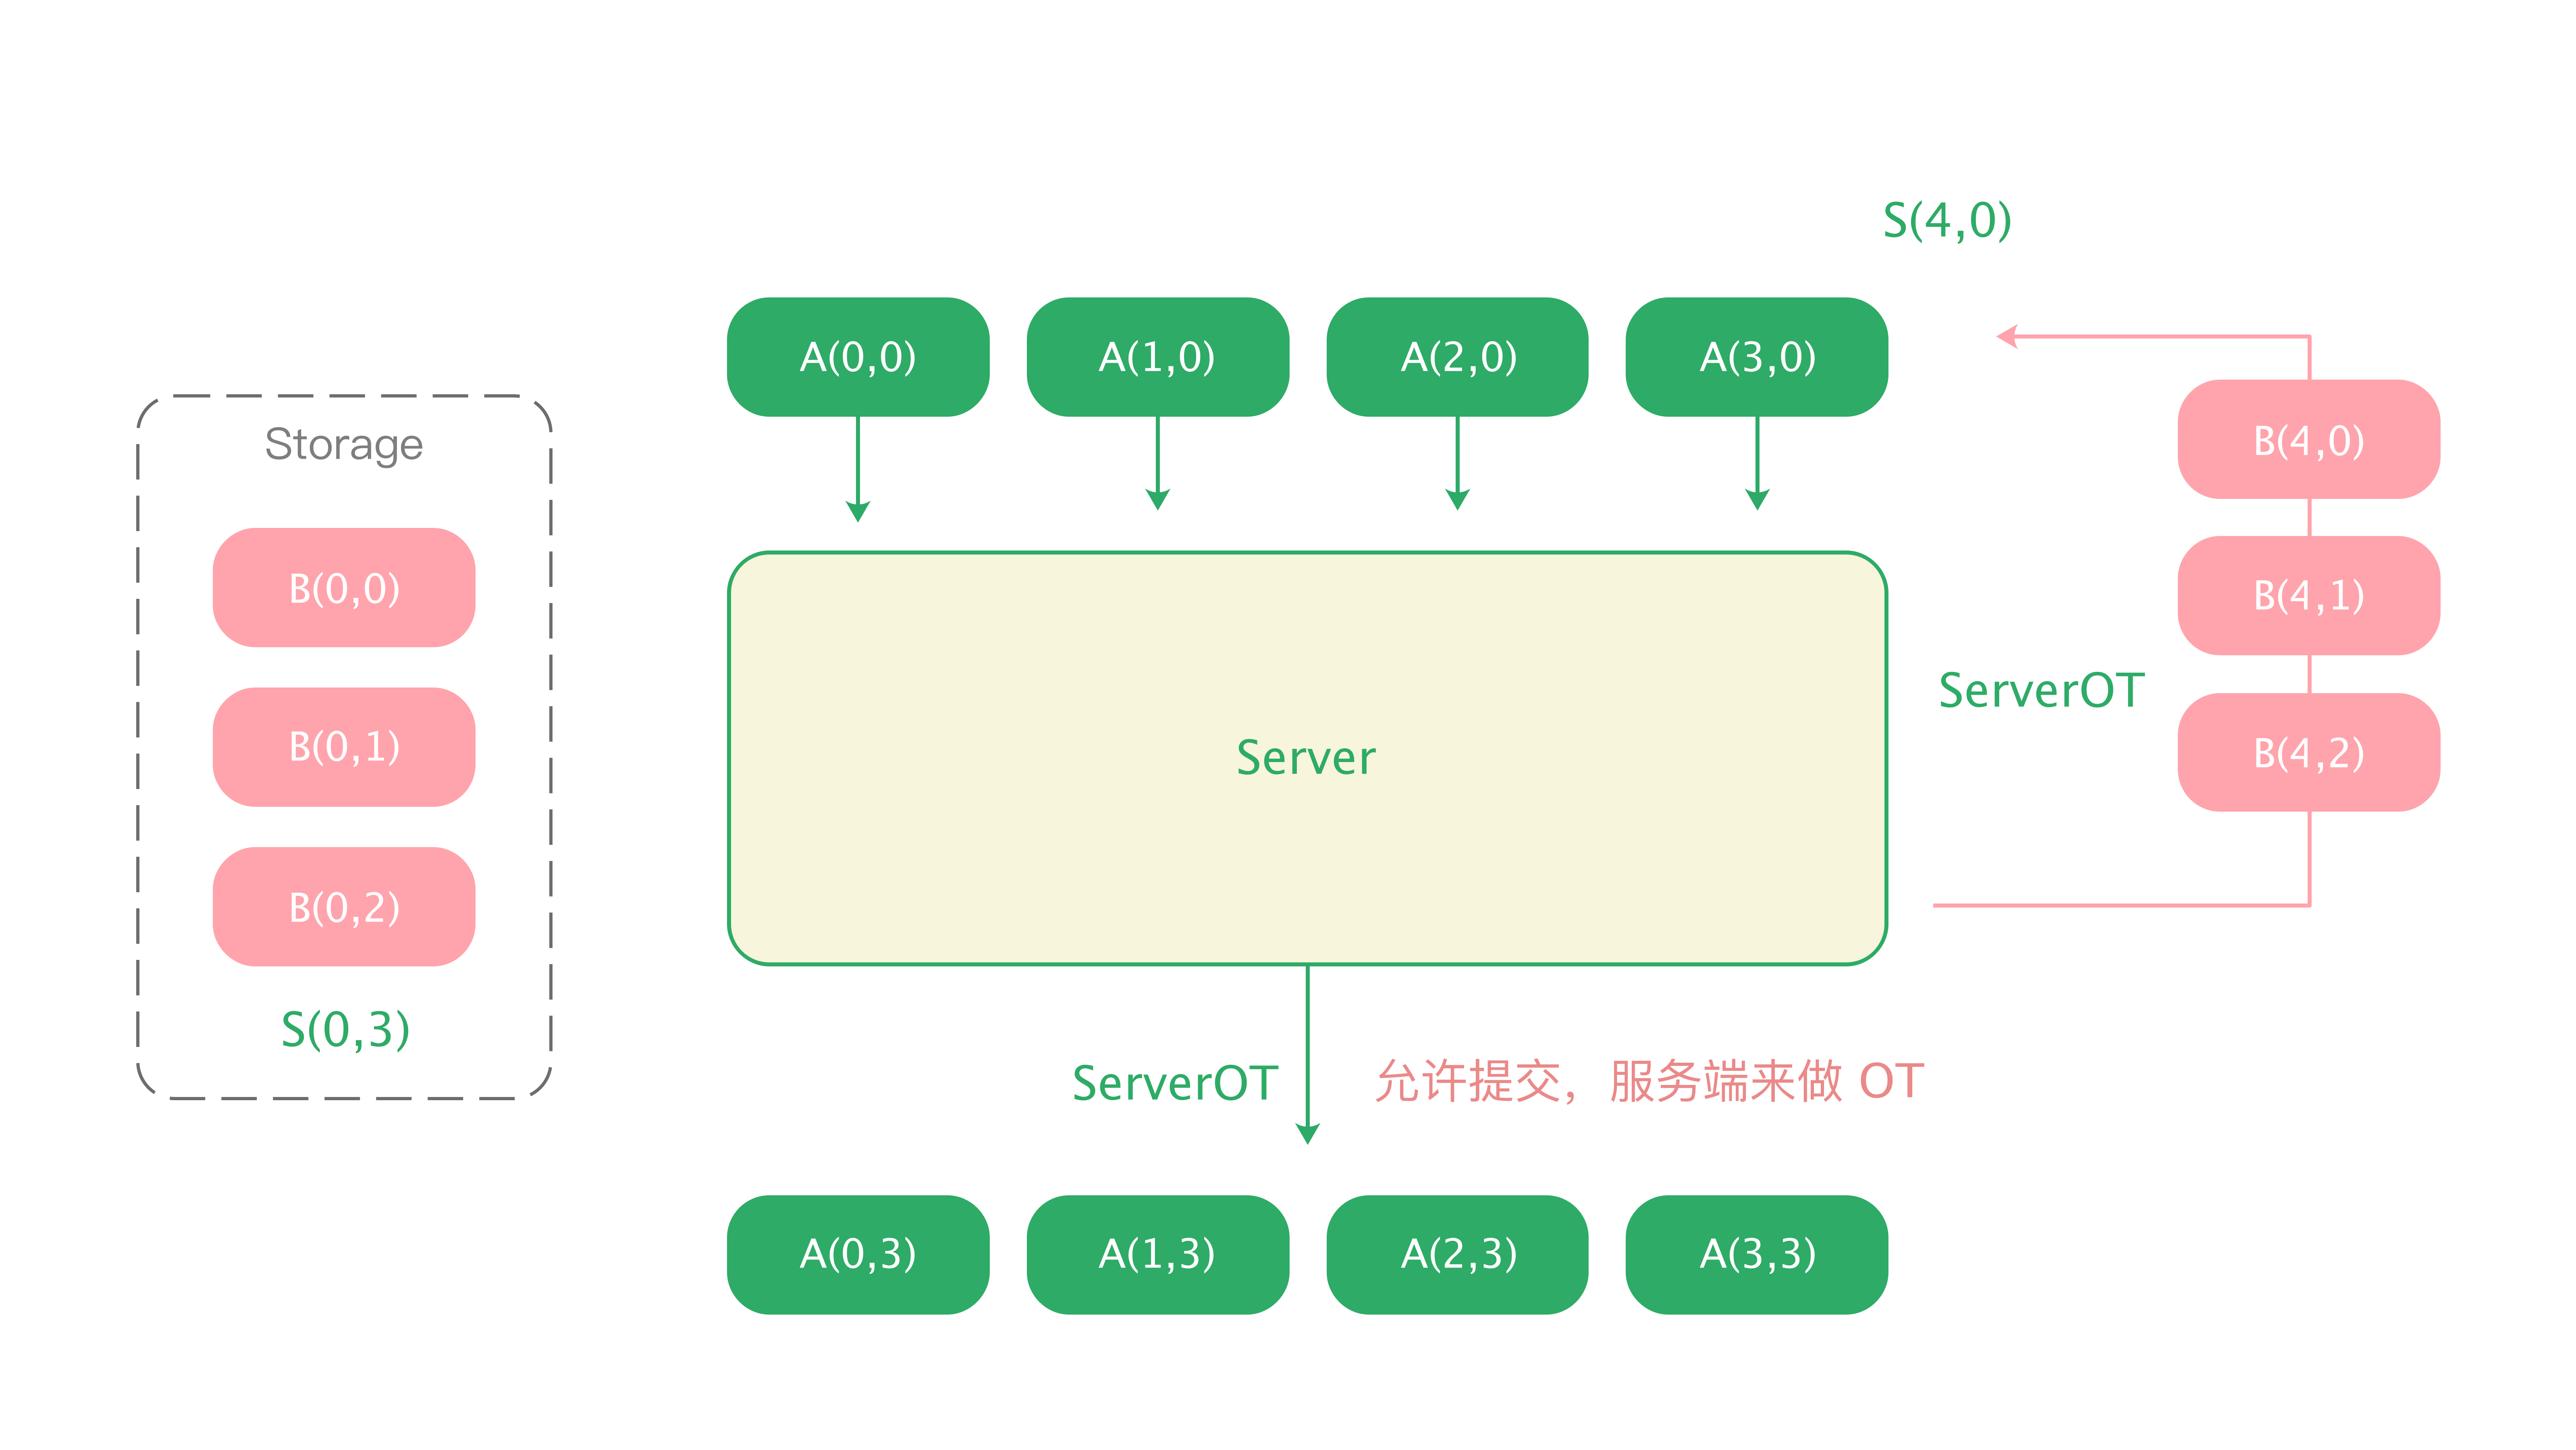 S(4,0)
A(0,0)
A(1,0)
A(2,0)
A(3,0)
Storage
B(0,0)
B(0,1)
B(0,2)
S(0,3)
Server
ServerOT
B(4,0)
B(4,1)
B(4,2)
ServerOT
允许提交，服务端来做 OT
A(0,3)
A(1,3)
A(2,3)
A(3,3)